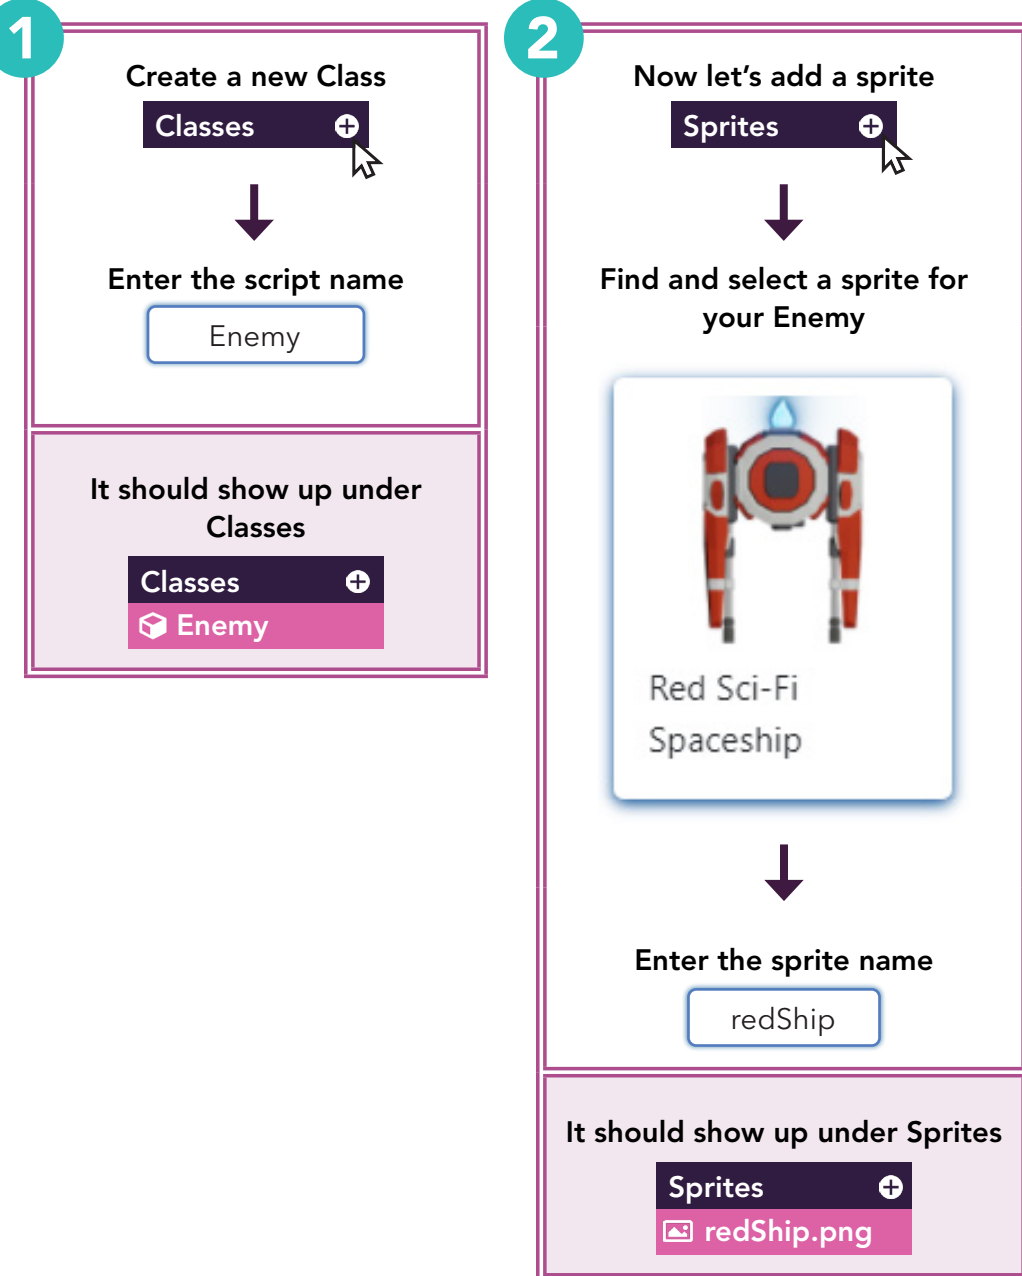 1
Create a new Class
Classes
Enter the script name
Enemy
It should show up under
Classes
Classes
Enemy
2
Now let’s add a sprite
Sprites
Find and select a sprite for
your Enemy
Red Sci-Fi
Spaceship
Enter the sprite name
redShip
It should show up under Sprites
Sprites
redShip.png